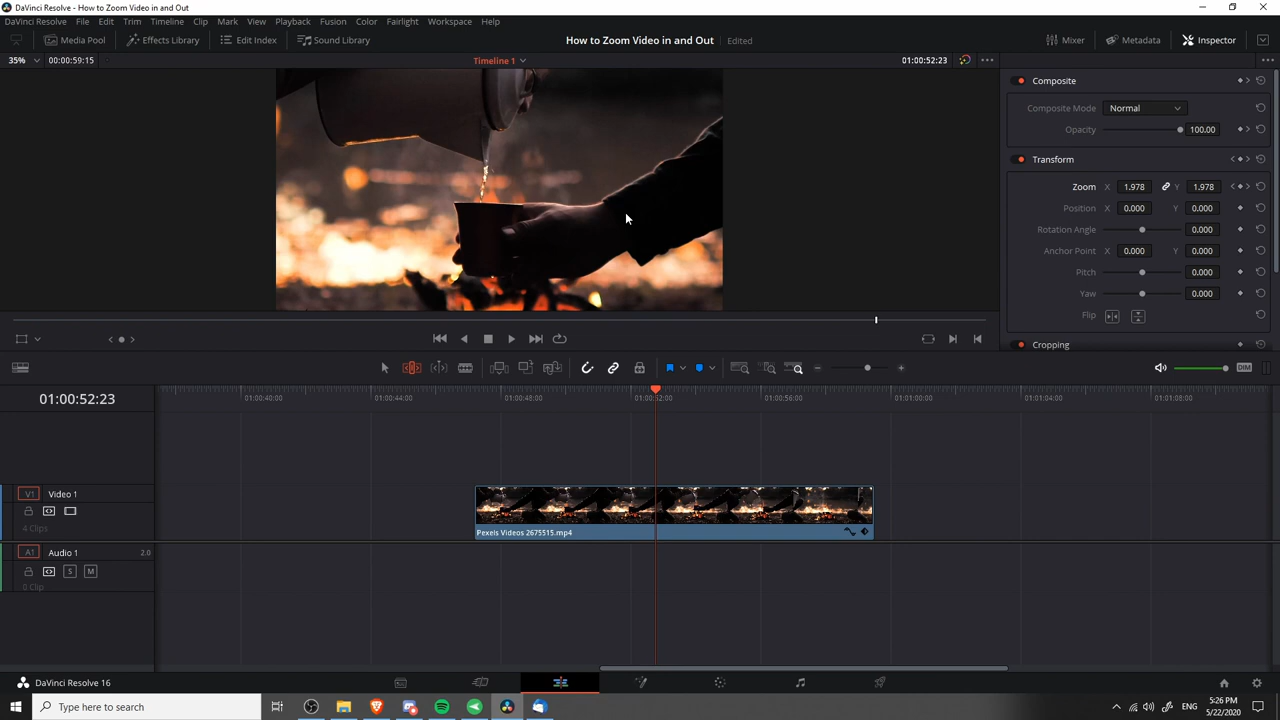 DaVinci Resolve - How to Zoom Video in and Out
DaVinci Resolve File Edit Trim Timeline Clip Mark View Playback Fusion Color Fairlight Workspace Help
Media Pool Effects Library Edit Index Sound Library How to Zoom Video in and Out Edited Mixer Metadata Inspector
35% 00:00:59:15 Timeline 1 01:00:52:23
Composite
Composite Mode Normal
Opacity 100.00
Transform
Zoom X 1.978 Y 1.978
Position X 0.000 Y 0.000
Rotation Angle 0.000
Anchor Point X 0.000 Y 0.000
Pitch 0.000
Yaw 0.000
Flip
Cropping
DIM
01:00:52:23
01:00:40:00 01:00:44:00 01:00:48:00 01:00:52:00 01:00:56:00 01:01:00:00 01:01:04:00 01:01:08:00
V1 Video 1
4 Clips
Pexels Videos 2675515.mp4
A1 Audio 1 2.0
S M
0 Clip
DaVinci Resolve 16
Type here to search
ENG
5:26 PM
5/22/2020